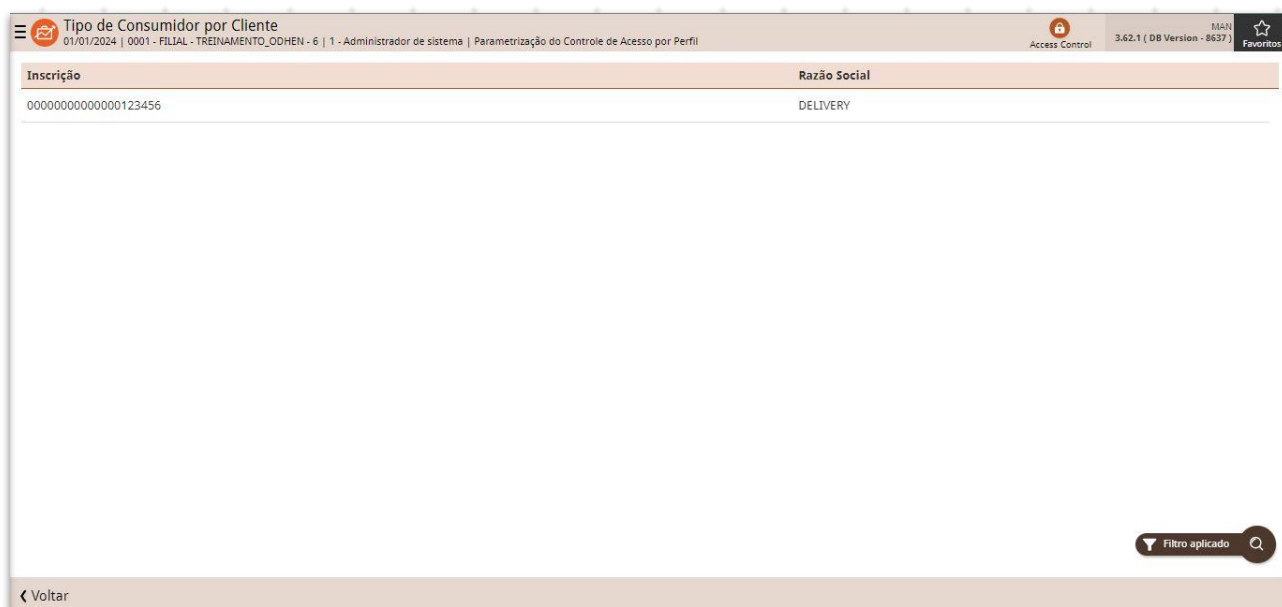 Tipo de Consumidor por Cliente
01/01/2024 | 0001 - FILIAL - TREINAMENTO_ODHEN - 6 | 1 - Administrador de sistema | Parametrização do Controle de Acesso por Perfil
Access Control
MAN
3.62.1 ( DB Version - 8637 )
Favoritos
Inscrição Razão Social
00000000000000123456 DELIVERY
Filtro aplicado
Voltar